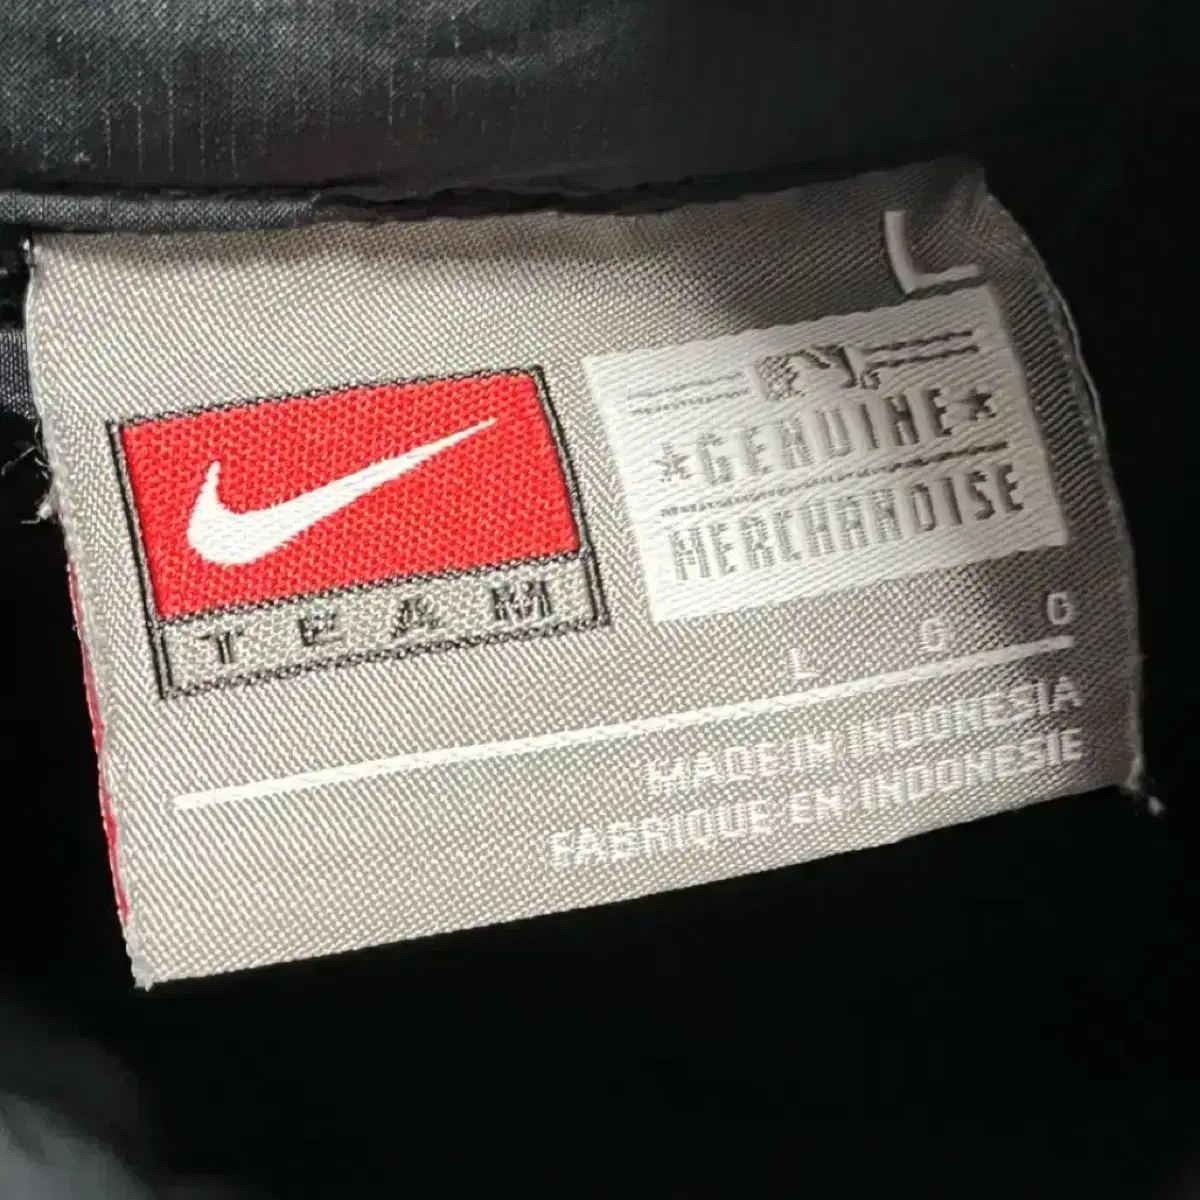 L
★GENUINE★
MERCHANDISE
TEAM
L G G
MADE IN INDONESIA
FABRIQUE EN INDONESIE